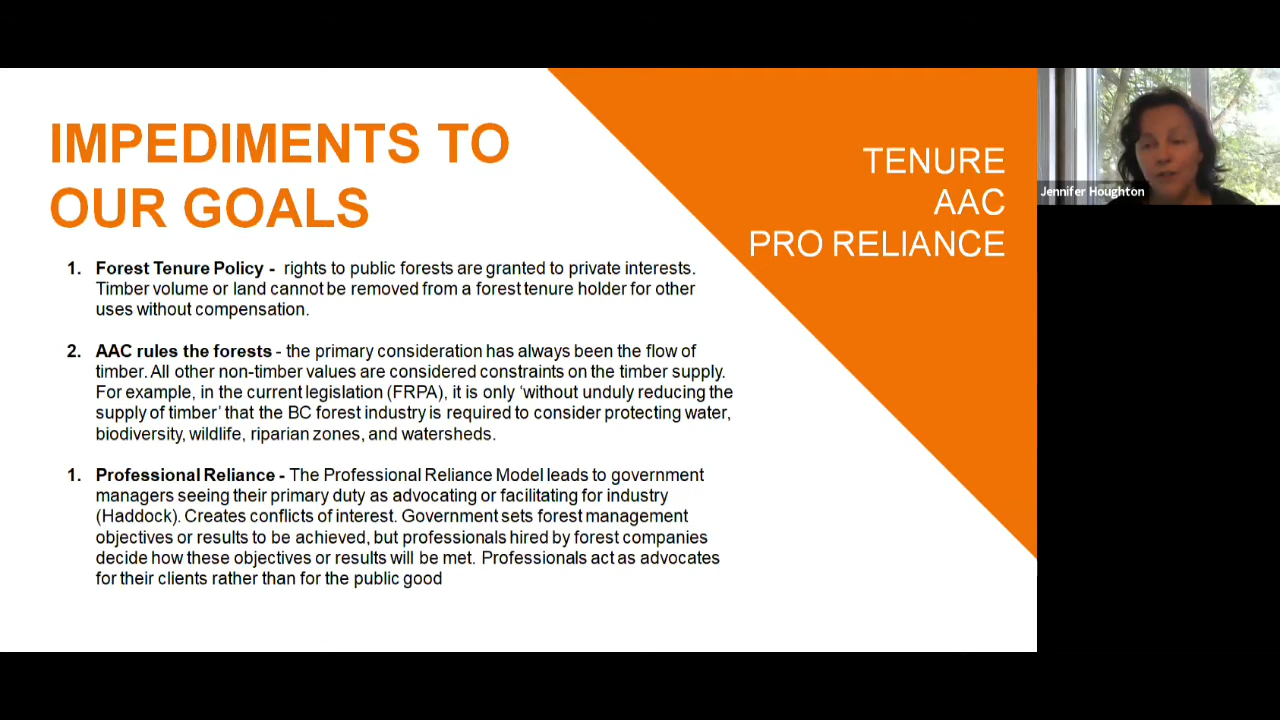 IMPEDIMENTS TO
OUR GOALS
TENURE
AAC
PRO RELIANCE
Jennifer Houghton
1. Forest Tenure Policy - rights to public forests are granted to private interests.
Timber volume or land cannot be removed from a forest tenure holder for other
uses without compensation.
2. AAC rules the forests - the primary consideration has always been the flow of
timber. All other non-timber values are considered constraints on the timber supply.
For example, in the current legislation (FRPA), it is only ‘without unduly reducing the
supply of timber’ that the BC forest industry is required to consider protecting water,
biodiversity, wildlife, riparian zones, and watersheds.
1. Professional Reliance - The Professional Reliance Model leads to government
managers seeing their primary duty as advocating or facilitating for industry
(Haddock). Creates conflicts of interest. Government sets forest management
objectives or results to be achieved, but professionals hired by forest companies
decide how these objectives or results will be met. Professionals act as advocates
for their clients rather than for the public good